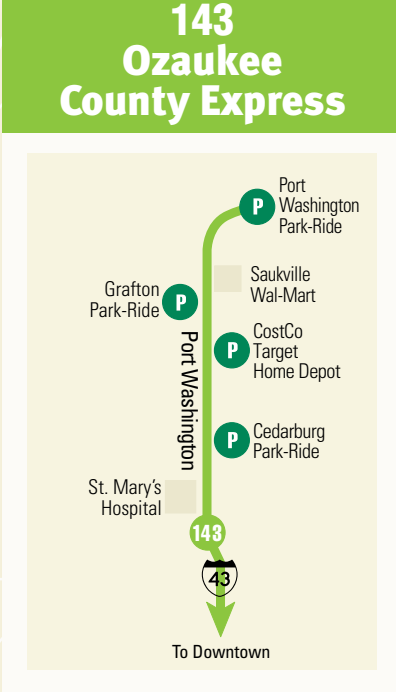 143
Ozaukee
County Express
P
Port
Washington
Park-Ride
Saukville
Wal-Mart
Grafton
Park-Ride
P
CostCo
Target
Home Depot
P
Port Washington
P
Cedarburg
Park-Ride
St. Mary's
Hospital
143
43
To Downtown